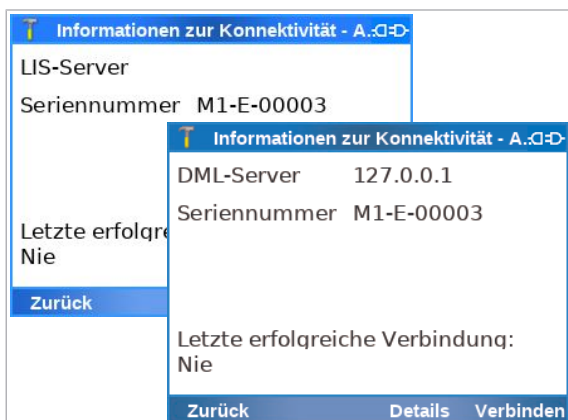 Informationen zur Konnektivität - A.
LIS-Server
Seriennummer M1-E-00003
Letzte erfolgre
Nie
Zurück
Informationen zur Konnektivität - A.
DML-Server 127.0.0.1
Seriennummer M1-E-00003
Letzte erfolgreiche Verbindung:
Nie
Zurück Details Verbinden